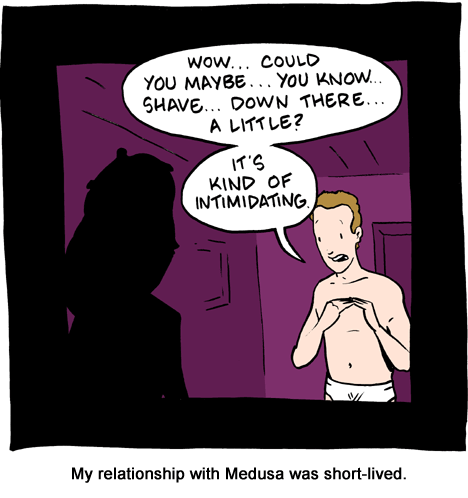 WOW... COULD
YOU MAYBE... YOU KNOW...
SHAVE... DOWN THERE...
A LITTLE?
IT'S
KIND OF
INTIMIDATING.
My relationship with Medusa was short-lived.